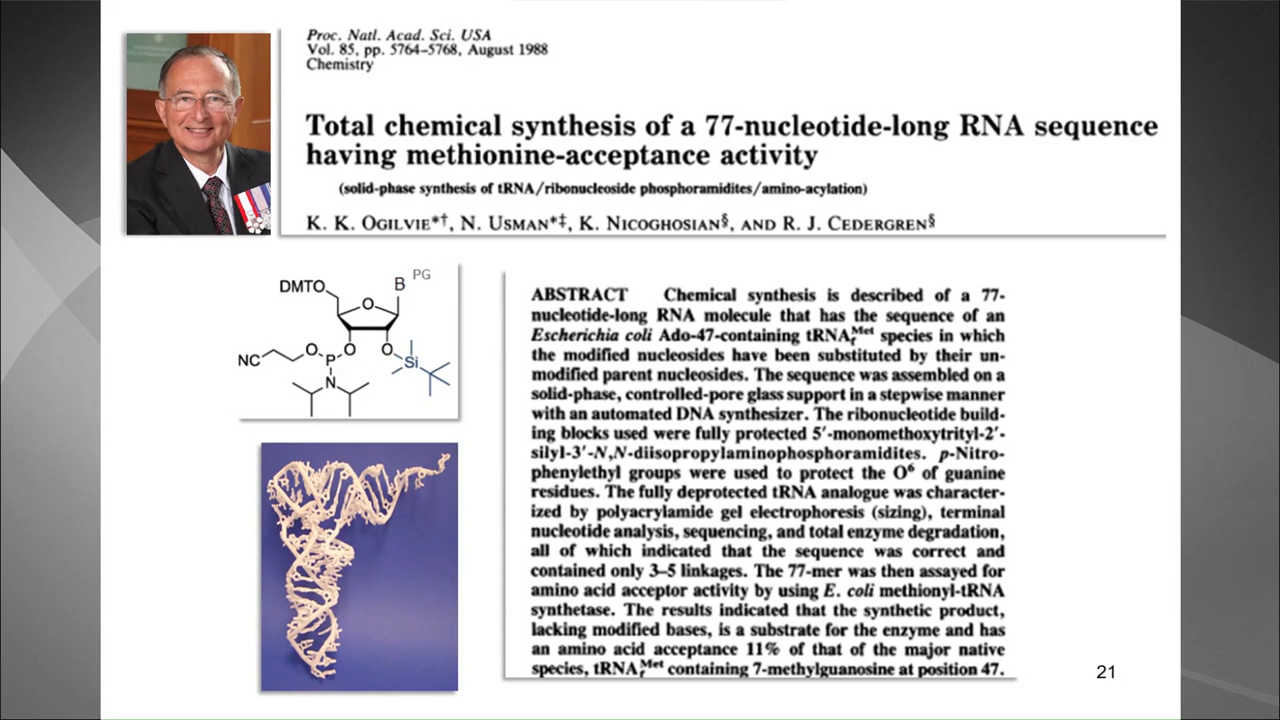 Proc. Natl. Acad. Sci. USA
Vol. 85, pp. 5764–5768, August 1988
Chemistry
Total chemical synthesis of a 77-nucleotide-long RNA sequence
having methionine-acceptance activity
(solid-phase synthesis of tRNA/ribonucleoside phosphoramidites/amino-acylation)
K. K. OGILVIE*†, N. USMAN*‡, K. NICOGHOSIAN§, AND R. J. CEDERGREN§
DMTO
B
PG
O
NC
O
P
O
O
Si
N
ABSTRACT Chemical synthesis is described of a 77-
nucleotide-long RNA molecule that has the sequence of an
Escherichia coli Ado-47-containing tRNAfMet species in which
the modified nucleosides have been substituted by their un-
modified parent nucleosides. The sequence was assembled on a
solid-phase, controlled-pore glass support in a stepwise manner
with an automated DNA synthesizer. The ribonucleotide build-
ing blocks used were fully protected 5′-monomethoxytrityl-2′-
silyl-3′-N,N-diisopropylaminophosphoramidites. p-Nitro-
phenylethyl groups were used to protect the O6 of guanine
residues. The fully deprotected tRNA analogue was character-
ized by polyacrylamide gel electrophoresis (sizing), terminal
nucleotide analysis, sequencing, and total enzyme degradation,
all of which indicated that the sequence was correct and
contained only 3–5 linkages. The 77-mer was then assayed for
amino acid acceptor activity by using E. coli methionyl-tRNA
synthetase. The results indicated that the synthetic product,
lacking modified bases, is a substrate for the enzyme and has
an amino acid acceptance 11% of that of the major native
species, tRNAfMet containing 7-methylguanosine at position 47.
21